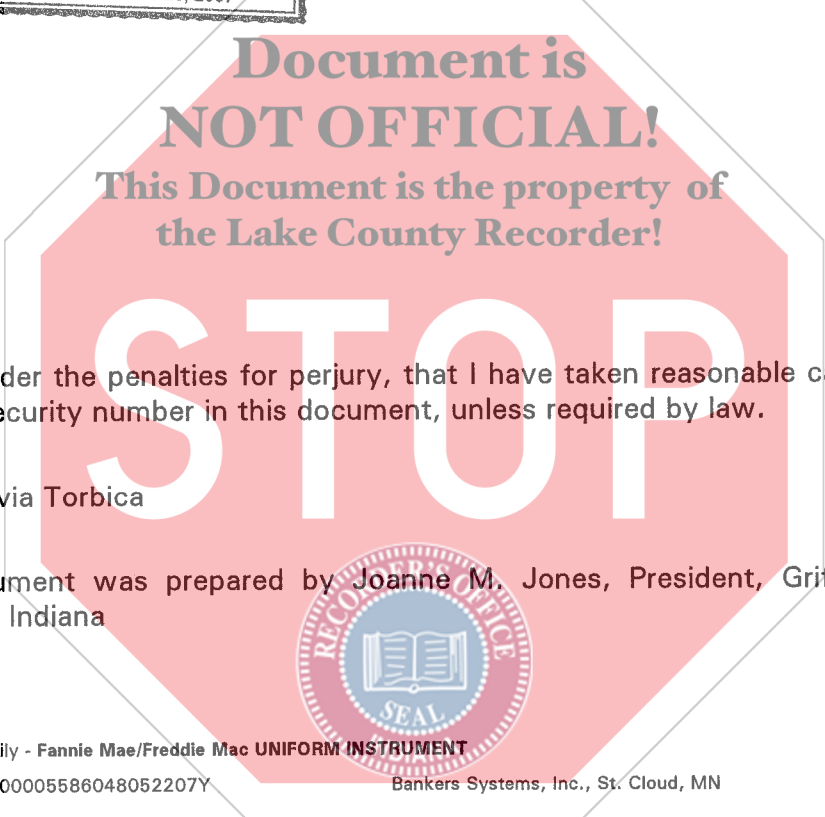 Document is
NOT OFFICIAL!
This Document is the property of
the Lake County Recorder!
STOP
der the penalties for perjury, that I have taken reasonable ca
ecurity number in this document, unless required by law.
via Torbica
ument was prepared by Joanne M. Jones, President, Grif
Indiana
RECORDER'S OFFICE
SEAL
INDIANA
ily - Fannie Mae/Freddie Mac UNIFORM INSTRUMENT
00005586048052207Y Bankers Systems, Inc., St. Cloud, MN